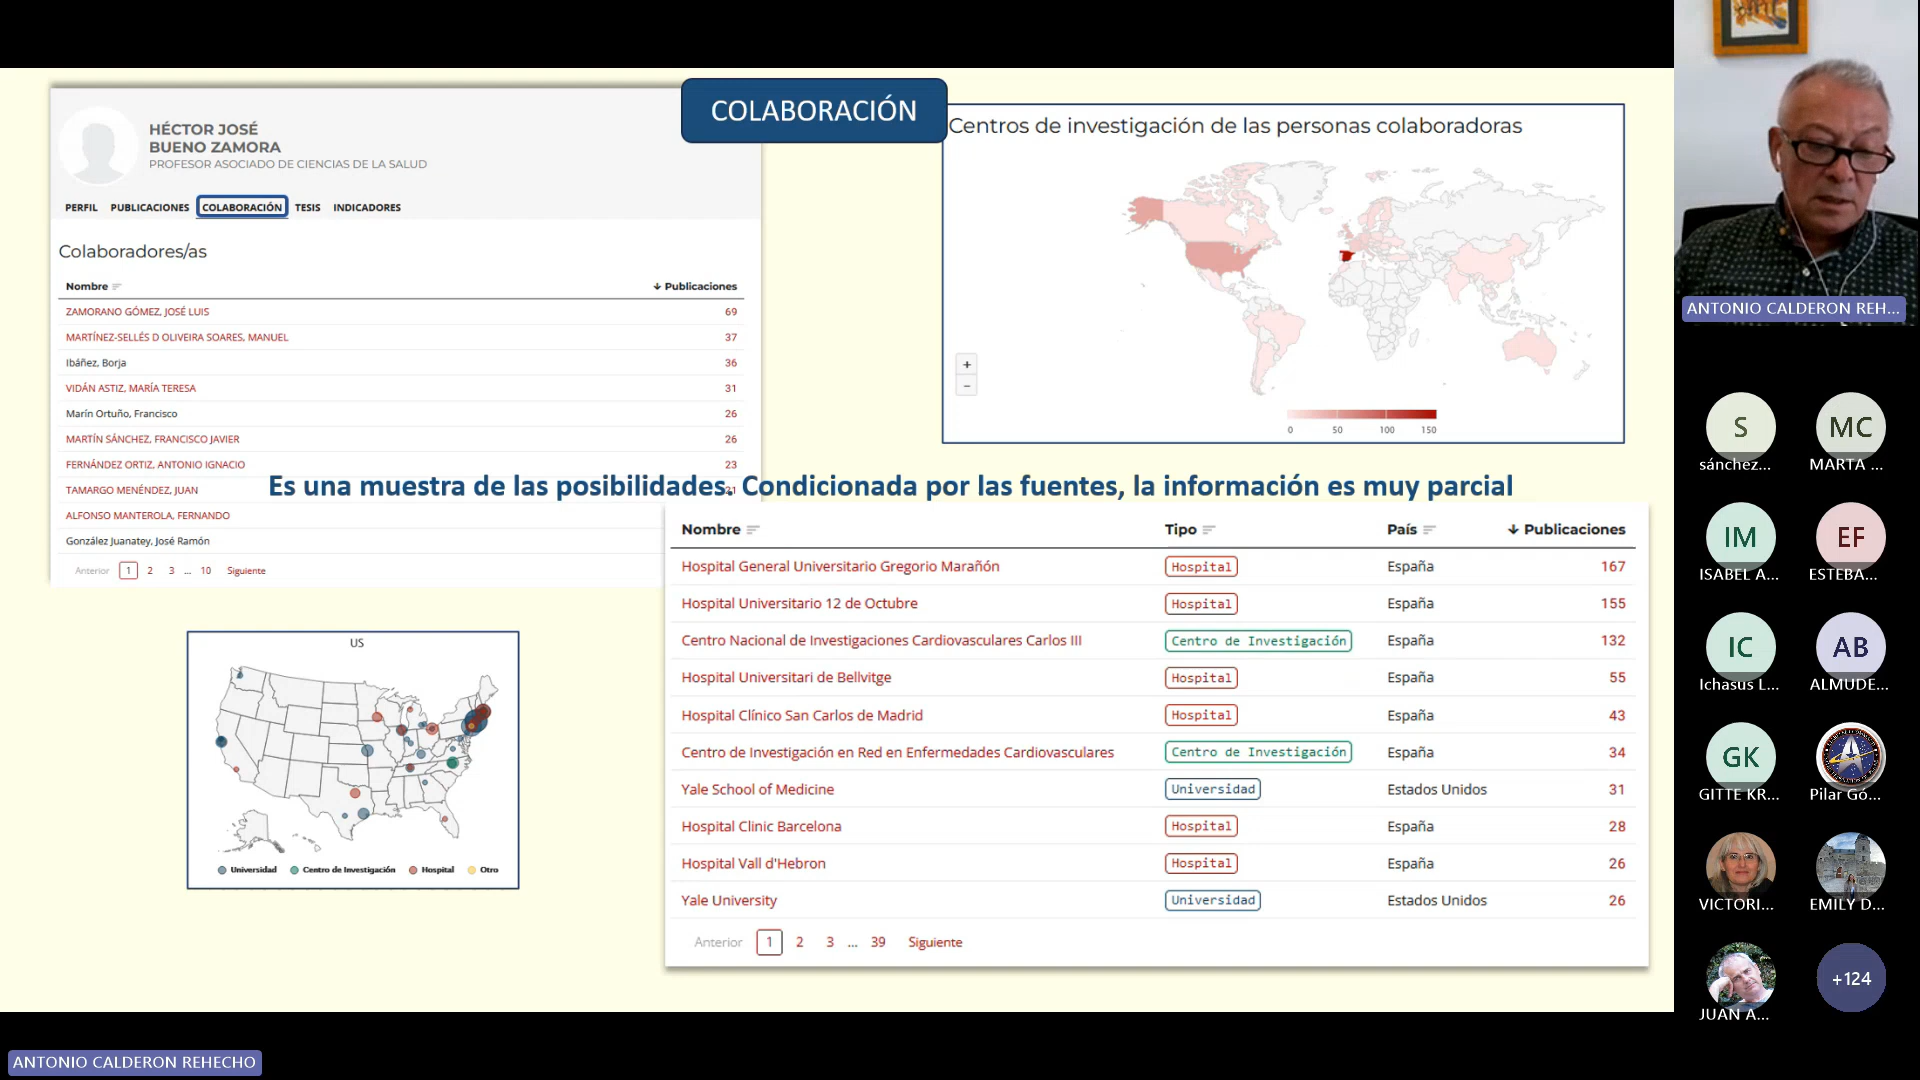 COLABORACIÓN
HÉCTOR JOSÉ
BUENO ZAMORA
PROFESOR ASOCIADO DE CIENCIAS DE LA SALUD
PERFIL PUBLICACIONES COLABORACIÓN TESIS INDICADORES
Colaboradores/as
Nombre Publicaciones
ZAMORANO GÓMEZ, JOSÉ LUIS 69
MARTÍNEZ-SELLÉS D OLIVEIRA SOARES, MANUEL 37
Ibáñez, Borja 36
VIDÁN ASTIZ, MARÍA TERESA 31
Marín Ortuño, Francisco 26
MARTÍN SÁNCHEZ, FRANCISCO JAVIER 26
FERNÁNDEZ ORTIZ, ANTONIO IGNACIO 23
TAMARGO MENÉNDEZ, JUAN 21
ALFONSO MANTEROLA, FERNANDO
González Juanatey, José Ramón
Anterior 1 2 3 ... 10 Siguiente
Centros de investigación de las personas colaboradoras
+
−
0 50 100 150
Es una muestra de las posibilidades. Condicionada por las fuentes, la información es muy parcial
US
Universidad Centro de Investigación Hospital Otro
Nombre Tipo País Publicaciones
Hospital General Universitario Gregorio Marañón Hospital España 167
Hospital Universitario 12 de Octubre Hospital España 155
Centro Nacional de Investigaciones Cardiovasculares Carlos III Centro de Investigación España 132
Hospital Universitari de Bellvitge Hospital España 55
Hospital Clínico San Carlos de Madrid Hospital España 43
Centro de Investigación en Red en Enfermedades Cardiovasculares Centro de Investigación España 34
Yale School of Medicine Universidad Estados Unidos 31
Hospital Clinic Barcelona Hospital España 28
Hospital Vall d'Hebron Hospital España 26
Yale University Universidad Estados Unidos 26
Anterior 1 2 3 ... 39 Siguiente
ANTONIO CALDERON REH...
S MC
sánchez... MARTA ...
IM EF
ISABEL A... ESTEBA...
IC AB
Ichasus L... ALMUDE...
GK
GITTE KR... Pilar Gó...
VICTORI... EMILY D...
+124
JUAN A...
ANTONIO CALDERON REHECHO